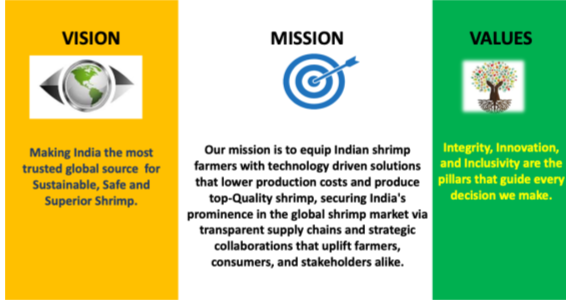 VISION
Making India the most
trusted global source for
Sustainable, Safe and
Superior Shrimp.
MISSION
Our mission is to equip Indian shrimp
farmers with technology driven solutions
that lower production costs and produce
top-Quality shrimp, securing India's
prominence in the global shrimp market via
transparent supply chains and strategic
collaborations that uplift farmers,
consumers, and stakeholders alike.
VALUES
Integrity, Innovation,
and Inclusivity are the
pillars that guide every
decision we make.